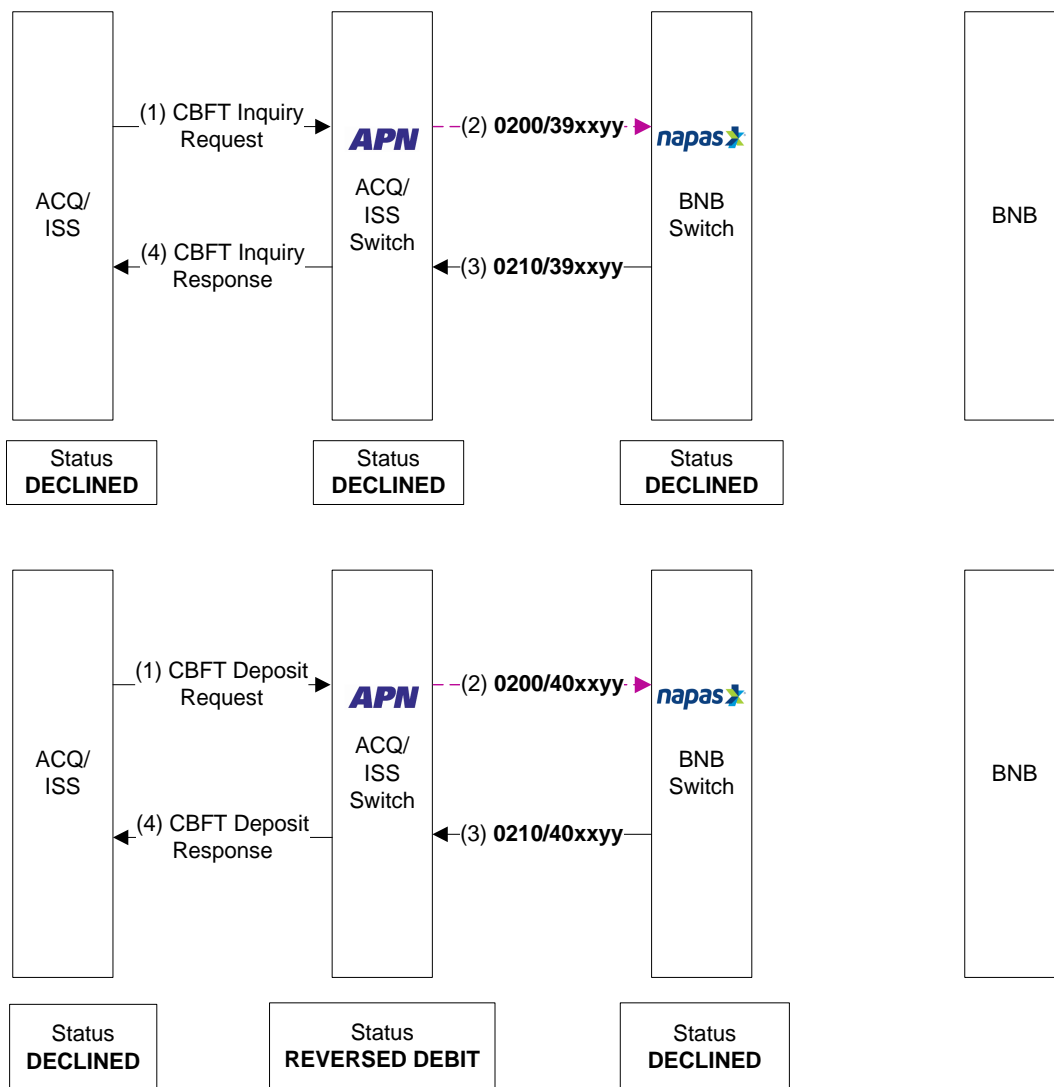 (1) CBFT Inquiry
Request
(2) 0200/39xxyy
APN
napas
ACQ/
ISS
ACQ/
ISS
Switch
BNB
Switch
BNB
(4) CBFT Inquiry
Response
(3) 0210/39xxyy
Status
DECLINED
Status
DECLINED
Status
DECLINED
(1) CBFT Deposit
Request
(2) 0200/40xxyy
APN
napas
ACQ/
ISS
ACQ/
ISS
Switch
BNB
Switch
BNB
(4) CBFT Deposit
Response
(3) 0210/40xxyy
Status
DECLINED
Status
REVERSED DEBIT
Status
DECLINED